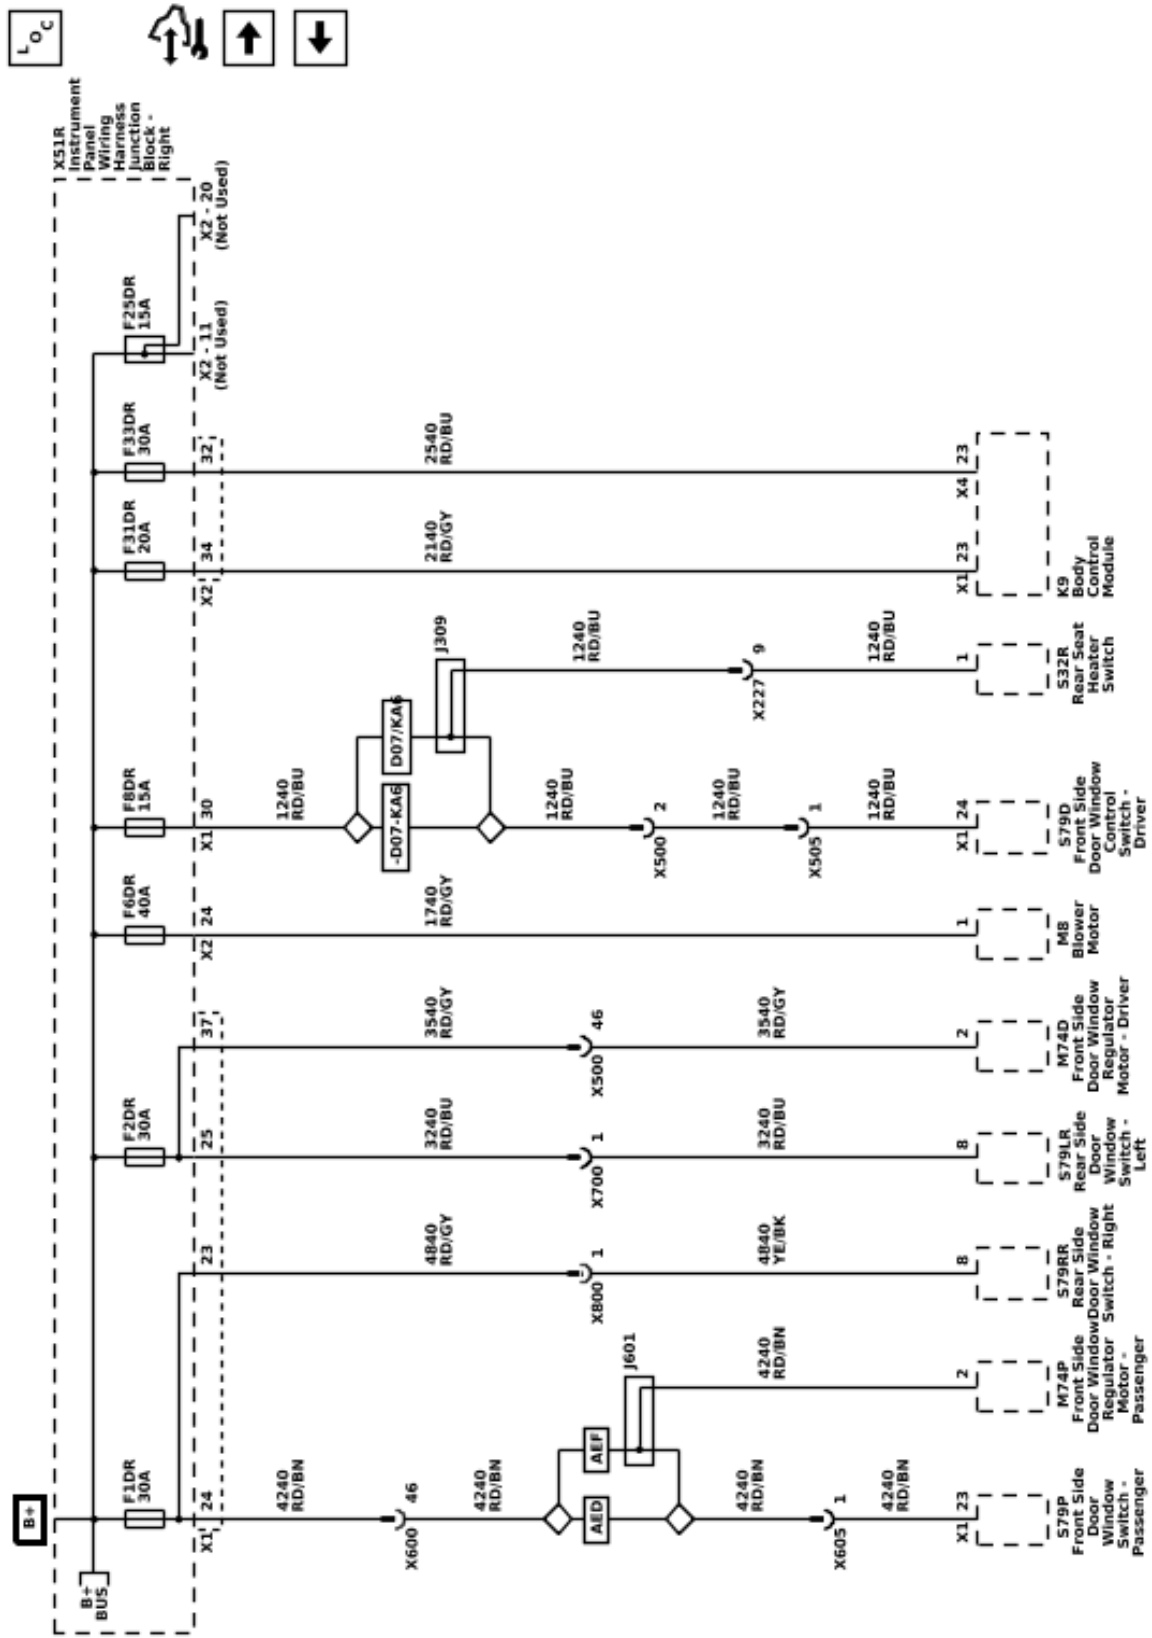 LOC
X51R
Instrument
Panel
Wiring
Harness
Junction
Block -
Right
B+
B+
BUS
F1DR
30A
F2DR
30A
F6DR
40A
F8DR
15A
F31DR
20A
F33DR
30A
F25DR
15A
X1
24
23
25
37
X2
24
X1
30
X2
34
32
X2 - 11
(Not Used)
X2 - 20
(Not Used)
4240
RD/BN
X600
46
4240
RD/BN
AED
AEF
J601
4240
RD/BN
X605
1
4240
RD/BN
X1
23
S79P
Front Side
Door
Window
Switch -
Passenger
4240
RD/BN
2
M74P
Front Side
Door Window
Regulator
Motor -
Passenger
4840
RD/GY
X800
1
4840
YE/BK
8
S79RR
Rear Side
Door Window
Switch - Right
3240
RD/BU
X700
1
3240
RD/BU
8
S79LR
Rear Side
Door
Window
Switch -
Left
3540
RD/GY
X500
46
3540
RD/GY
2
M74D
Front Side
Door Window
Regulator
Motor - Driver
1740
RD/GY
1
M8
Blower
Motor
1240
RD/BU
-D07-KA6
D07/KA6
J309
1240
RD/BU
X500
2
1240
RD/BU
X505
1
1240
RD/BU
X1
24
S79D
Front Side
Door Window
Control
Switch -
Driver
1240
RD/BU
X227
9
1240
RD/BU
1
S32R
Rear Seat
Heater
Switch
2140
RD/GY
X1
23
2540
RD/BU
X4
23
K9
Body
Control
Module